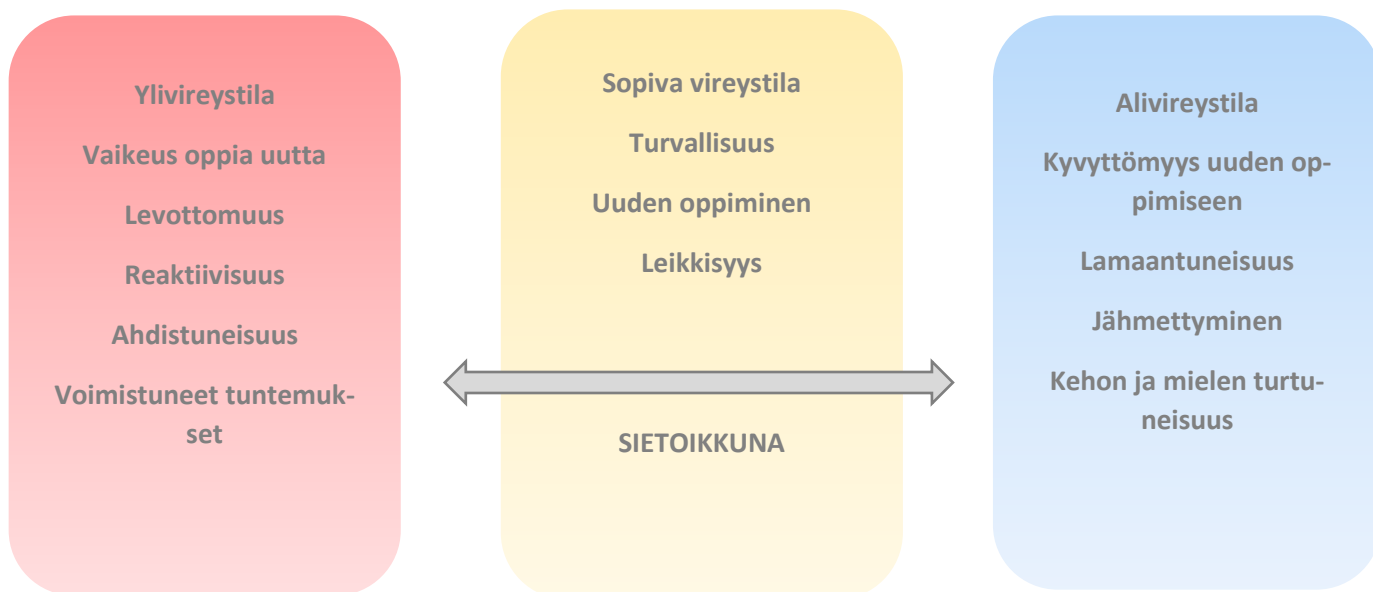 Ylivireystila
Vaikeus oppia uutta
Levottomuus
Reaktiivisuus
Ahdistuneisuus
Voimistuneet tuntemuk-
set
Sopiva vireystila
Turvallisuus
Uuden oppiminen
Leikkisyys
SIETOIKKUNA
Alivireystila
Kyvyttömyys uuden op-
pimiseen
Lamaantuneisuus
Jähmettyminen
Kehon ja mielen turtu-
neisuus